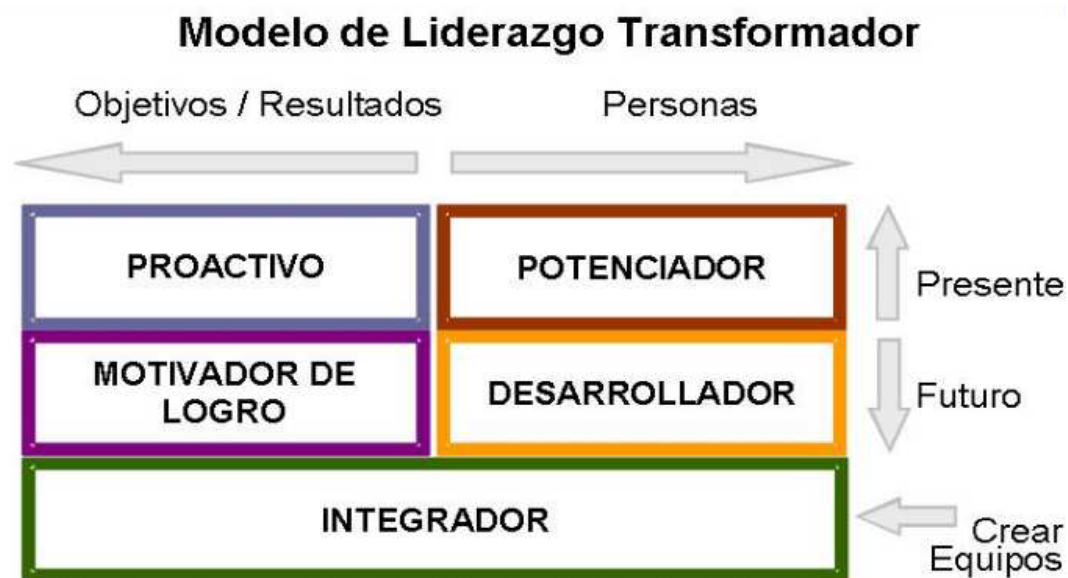 Modelo de Liderazgo Transformador
Objetivos / Resultados
Personas
PROACTIVO
POTENCIADOR
Presente
MOTIVADOR DE
LOGRO
DESARROLLADOR
Futuro
INTEGRADOR
Crear
Equipos